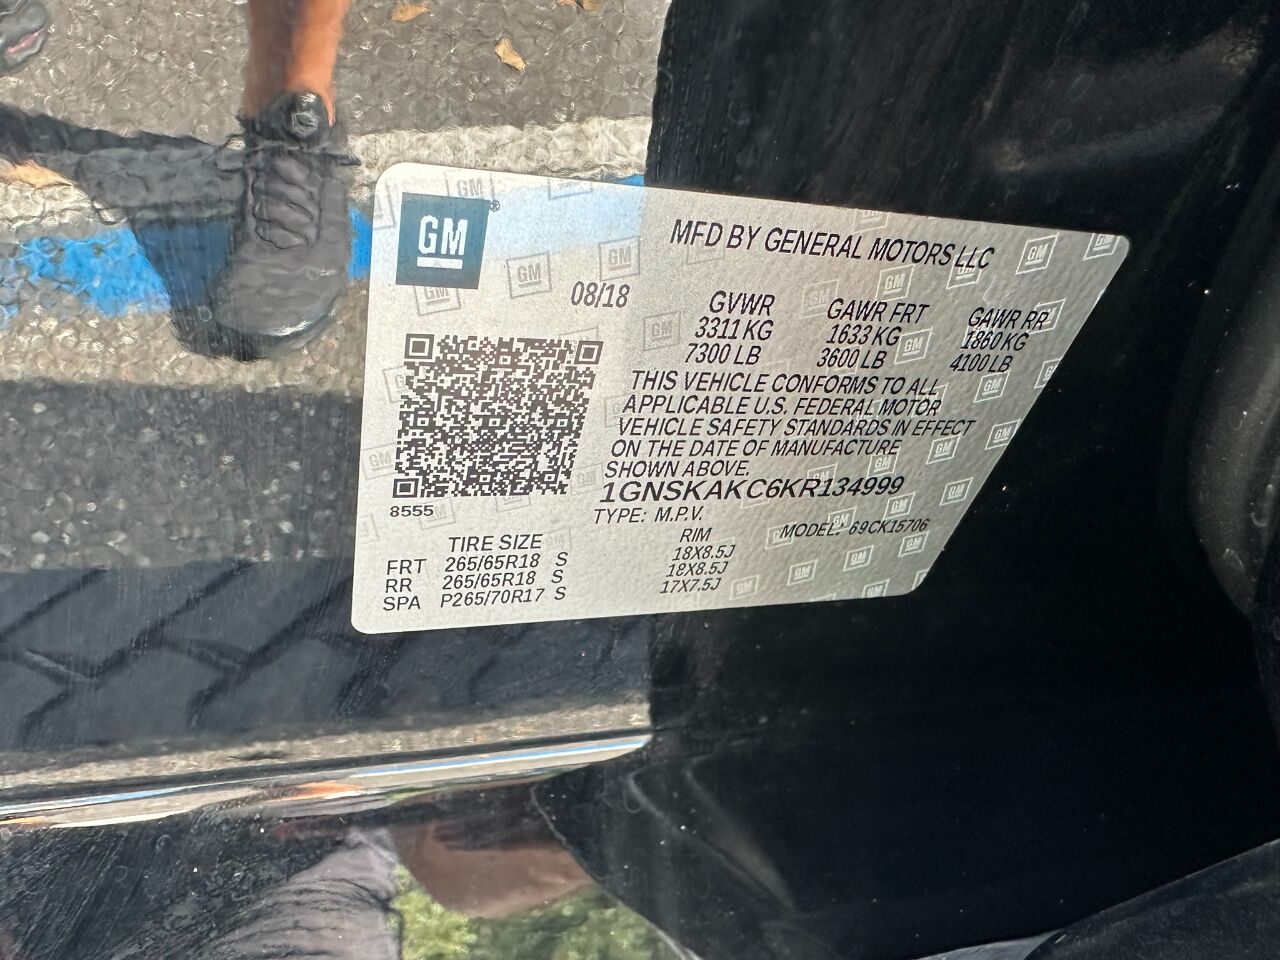 GM®
MFD BY GENERAL MOTORS LLC
08/18
GVWR GAWR FRT GAWR RR
3311 KG 1633 KG 1860 KG
7300 LB 3600 LB 4100 LB
THIS VEHICLE CONFORMS TO ALL
APPLICABLE U.S. FEDERAL MOTOR
VEHICLE SAFETY STANDARDS IN EFFECT
ON THE DATE OF MANUFACTURE
SHOWN ABOVE.
1GNSKAKC6KR134999
8555
TYPE: M.P.V. MODEL: 69CK15706
TIRE SIZE RIM
FRT 265/65R18 S 18X8.5J
RR 265/65R18 S 18X8.5J
SPA P265/70R17 S 17X7.5J